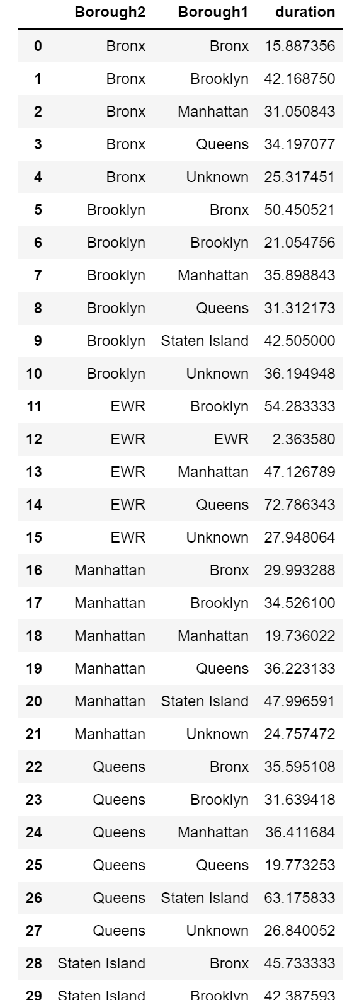 Borough2 Borough1 duration
0 Bronx Bronx 15.887356
1 Bronx Brooklyn 42.168750
2 Bronx Manhattan 31.050843
3 Bronx Queens 34.197077
4 Bronx Unknown 25.317451
5 Brooklyn Bronx 50.450521
6 Brooklyn Brooklyn 21.054756
7 Brooklyn Manhattan 35.898843
8 Brooklyn Queens 31.312173
9 Brooklyn Staten Island 42.505000
10 Brooklyn Unknown 36.194948
11 EWR Brooklyn 54.283333
12 EWR EWR 2.363580
13 EWR Manhattan 47.126789
14 EWR Queens 72.786343
15 EWR Unknown 27.948064
16 Manhattan Bronx 29.993288
17 Manhattan Brooklyn 34.526100
18 Manhattan Manhattan 19.736022
19 Manhattan Queens 36.223133
20 Manhattan Staten Island 47.996591
21 Manhattan Unknown 24.757472
22 Queens Bronx 35.595108
23 Queens Brooklyn 31.639418
24 Queens Manhattan 36.411684
25 Queens Queens 19.773253
26 Queens Staten Island 63.175833
27 Queens Unknown 26.840052
28 Staten Island Bronx 45.733333
29 Staten Island Brooklyn 42.387593